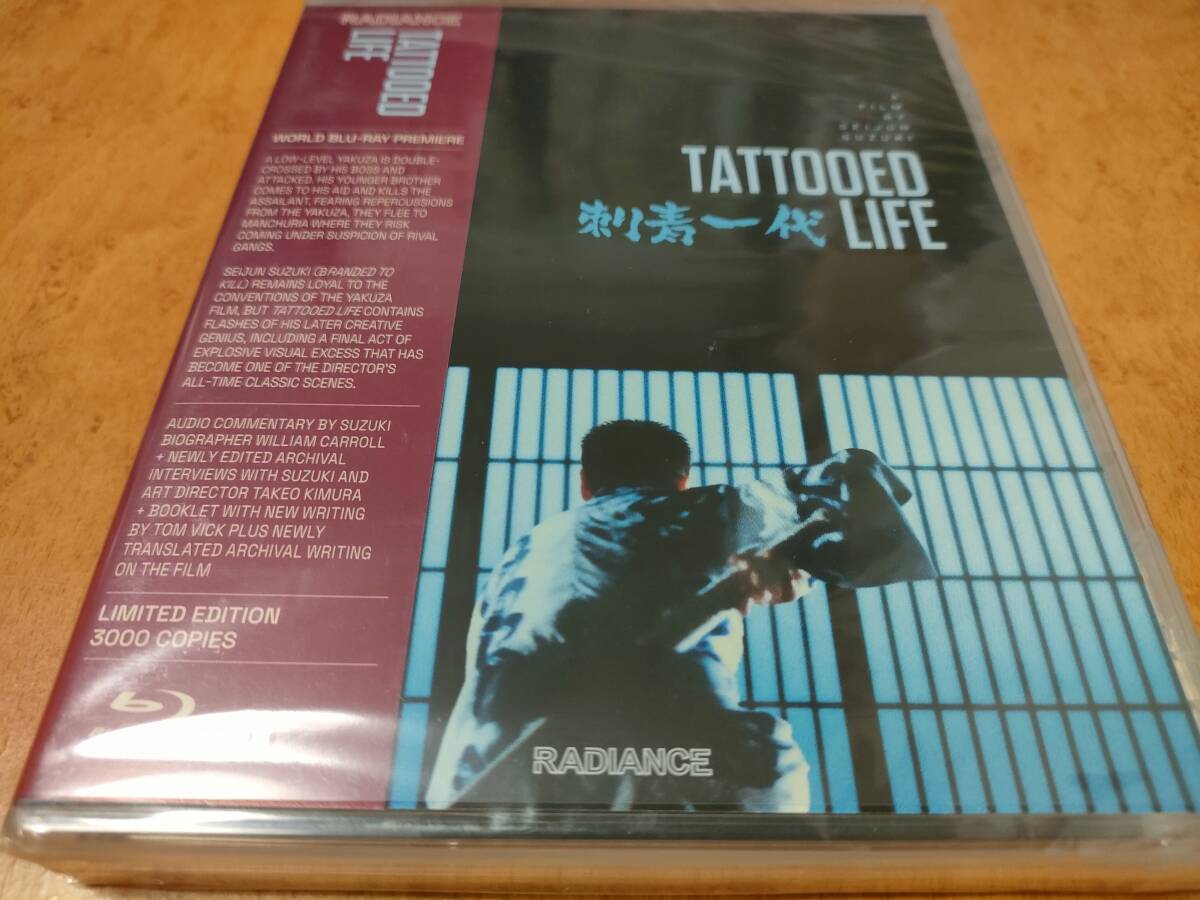 RADIANCE
TATTOOED
LIFE
WORLD BLU-RAY PREMIERE
A LOW-LEVEL YAKUZA IS DOUBLE-
CROSSED BY HIS BOSS AND
ATTACKED. HIS YOUNGER BROTHER
COMES TO HIS AID AND KILLS THE
ASSAILANT. FEARING REPERCUSSIONS
FROM THE YAKUZA, THEY FLEE TO
MANCHURIA WHERE THEY RISK
COMING UNDER SUSPICION OF RIVAL
GANGS.
SEIJUN SUZUKI (BRANDED TO
KILL) REMAINS LOYAL TO THE
CONVENTIONS OF THE YAKUZA
FILM, BUT TATTOOED LIFE CONTAINS
FLASHES OF HIS LATER CREATIVE
GENIUS, INCLUDING A FINAL ACT OF
EXPLOSIVE VISUAL EXCESS THAT HAS
BECOME ONE OF THE DIRECTOR'S
ALL-TIME CLASSIC SCENES.
AUDIO COMMENTARY BY SUZUKI
BIOGRAPHER WILLIAM CARROLL
+ NEWLY EDITED ARCHIVAL
INTERVIEWS WITH SUZUKI AND
ART DIRECTOR TAKEO KIMURA
+ BOOKLET WITH NEW WRITING
BY TOM VICK PLUS NEWLY
TRANSLATED ARCHIVAL WRITING
ON THE FILM
LIMITED EDITION
3000 COPIES
A
FILM
BY
SEIJUN
SUZUKI
TATTOOED
刺青一代 LIFE
RADIANCE